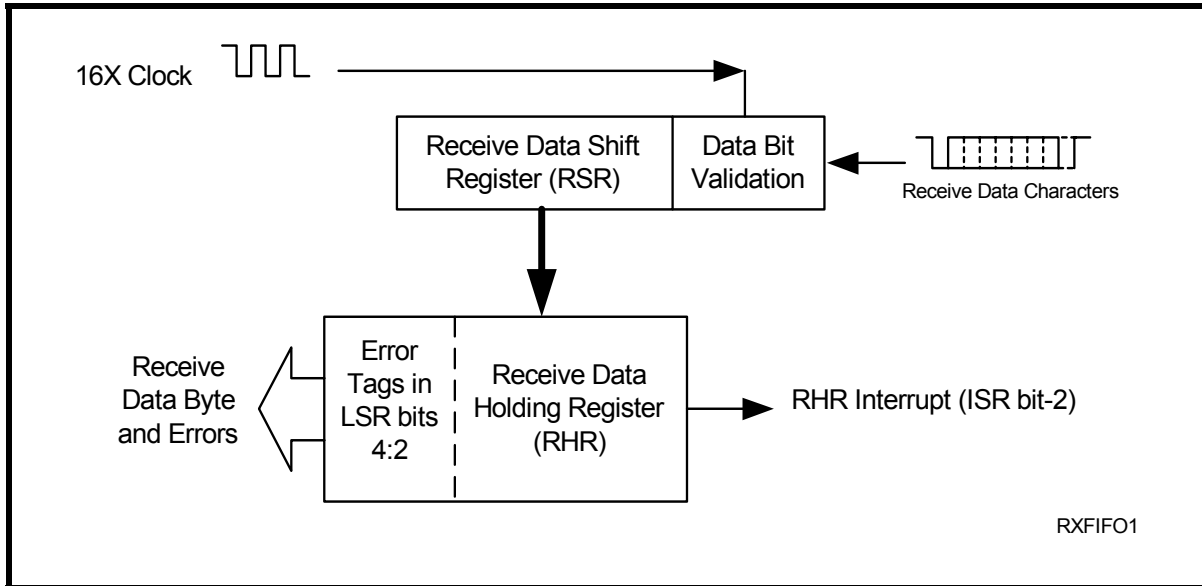 16X Clock
Receive Data Shift
Register (RSR)
Data Bit
Validation
Receive Data Characters
Receive
Data Byte
and Errors
Error
Tags in
LSR bits
4:2
Receive Data
Holding Register
(RHR)
RHR Interrupt (ISR bit-2)
RXFIFO1